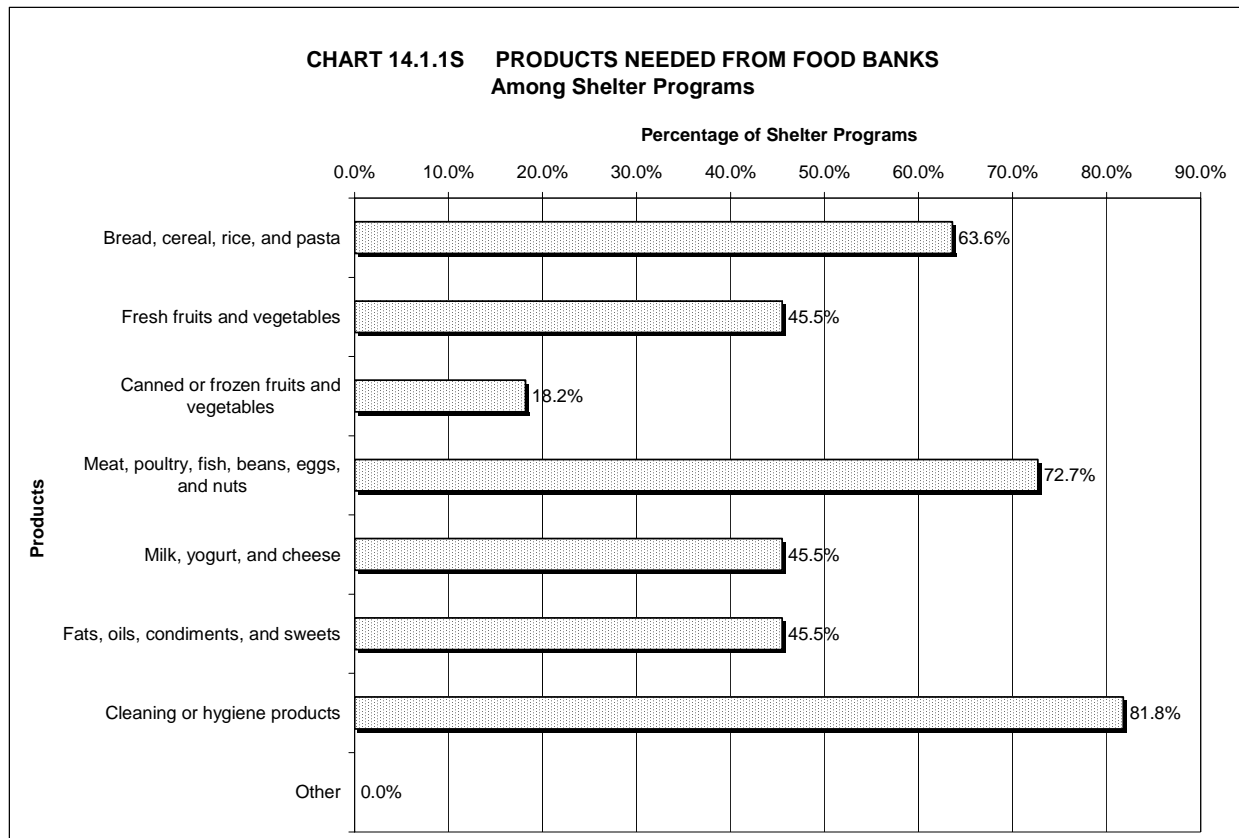 CHART 14.1.1S PRODUCTS NEEDED FROM FOOD BANKS
Among Shelter Programs
Percentage of Shelter Programs
0.0% 10.0% 20.0% 30.0% 40.0% 50.0% 60.0% 70.0% 80.0% 90.0%
Products
Bread, cereal, rice, and pasta 63.6%
Fresh fruits and vegetables 45.5%
Canned or frozen fruits and
vegetables 18.2%
Meat, poultry, fish, beans, eggs,
and nuts 72.7%
Milk, yogurt, and cheese 45.5%
Fats, oils, condiments, and sweets 45.5%
Cleaning or hygiene products 81.8%
Other 0.0%